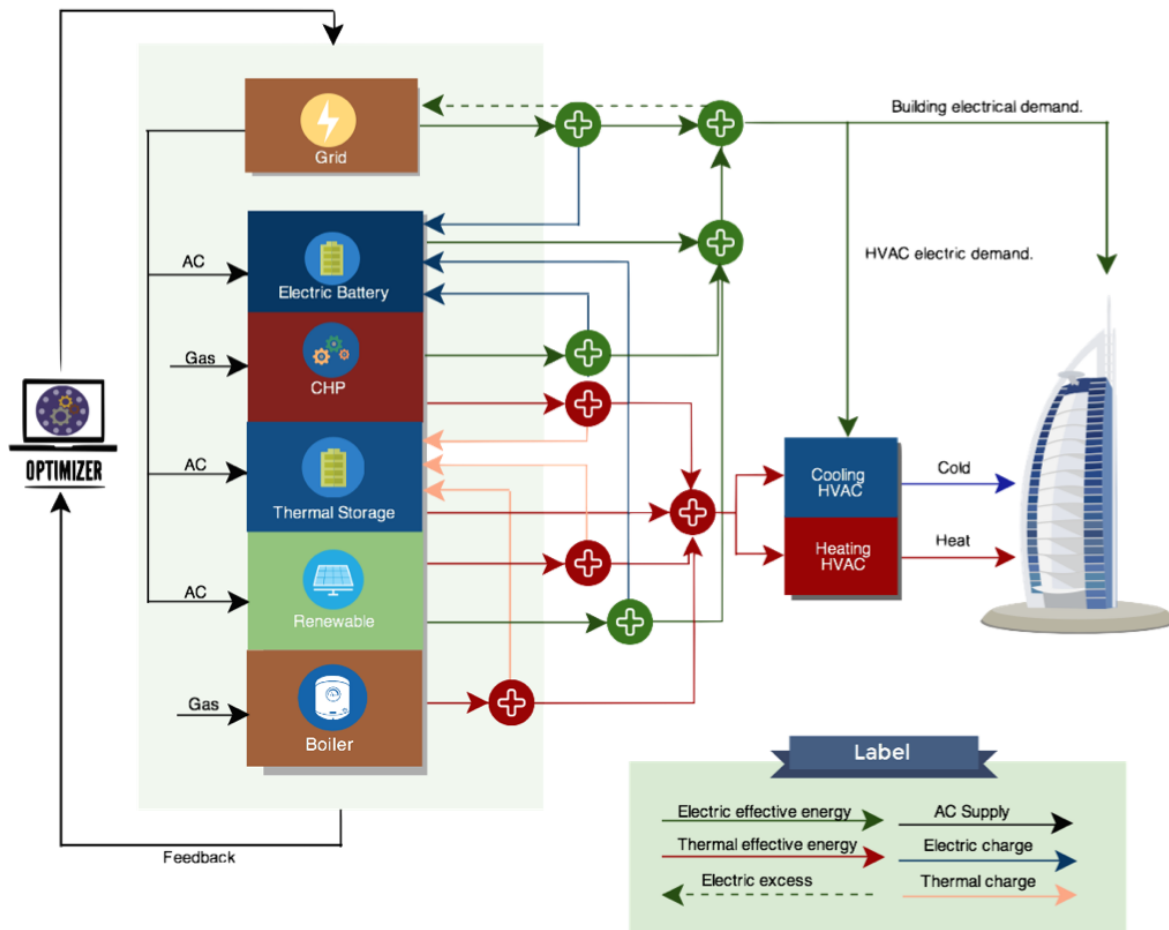 Grid
Building electrical demand.
HVAC electric demand.
AC
Electric Battery
Gas
CHP
OPTIMIZER
AC
Thermal Storage
Cooling
HVAC
Cold
Heating
HVAC
Heat
AC
Renewable
Gas
Boiler
Feedback
Label
Electric effective energy
AC Supply
Thermal effective energy
Electric charge
Electric excess
Thermal charge